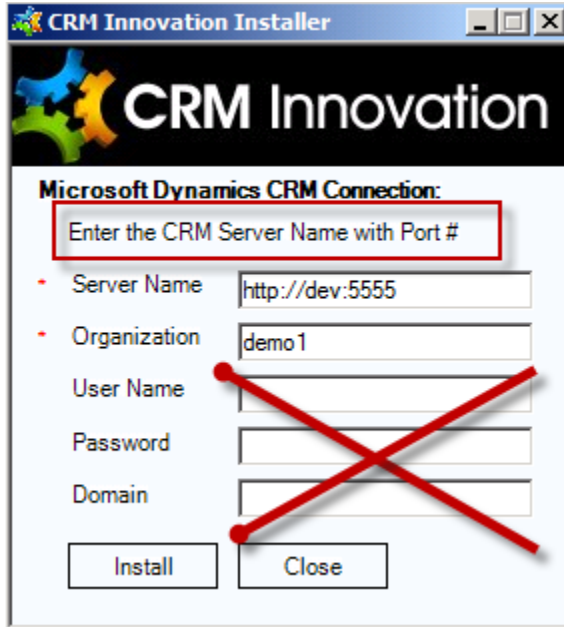 CRM Innovation Installer
CRM Innovation
Microsoft Dynamics CRM Connection:
Enter the CRM Server Name with Port #
* Server Name http://dev:5555
* Organization demo1
User Name
Password
Domain
Install Close